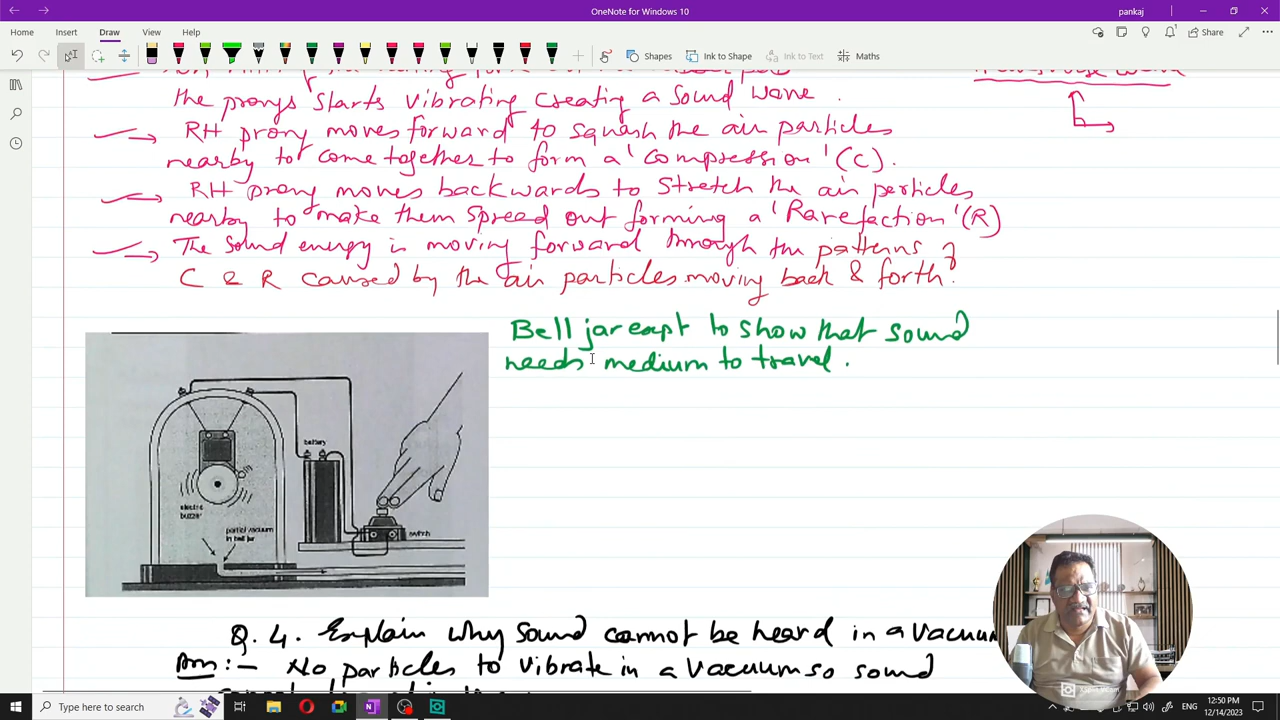 OneNote for Windows 10
pankaj
Home
Insert
Draw
View
Help
Share
Shapes
Ink to Shape
Ink to Text
Maths
the prongs starts vibrating creating a sound wave.
RH prong moves forward to squash the air particles
nearby to come together to form a 'compression' (C).
RH prong moves backwards to stretch the air particles
nearby to make them spread out forming a 'Rarefaction' (R)
The sound energy is moving forward through the patterns of
C & R caused by the air particles moving back & forth.
Bell jar expt to show that sound
needs medium to travel.
battery
electric
buzzer
partial vacuum
in bell jar
switch
Q.4. Explain why sound cannot be heard in a vacuum
Ans:- No particles to vibrate in a vacuum so sound
Type here to search
ENG
12:50 PM
12/14/2023